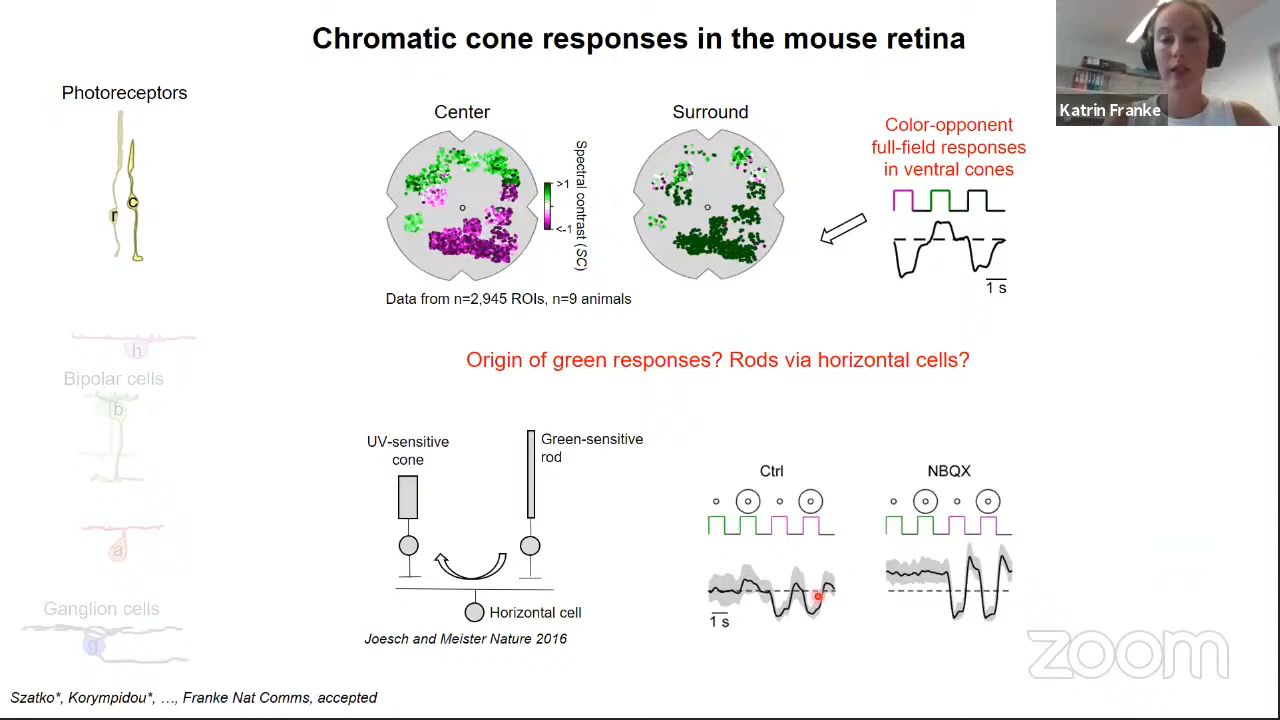 Chromatic cone responses in the mouse retina
Katrin Franke
Photoreceptors
r
c
Center
Surround
Spectral contrast (SC)
>1
<-1
Color-opponent
full-field responses
in ventral cones
1 s
Data from n=2,945 ROIs, n=9 animals
h
Bipolar cells
b
a
Ganglion cells
g
Origin of green responses? Rods via horizontal cells?
UV-sensitive
cone
Green-sensitive
rod
Horizontal cell
Joesch and Meister Nature 2016
Ctrl
NBQX
1 s
zoom
Szatko*, Korympidou*, …, Franke Nat Comms, accepted